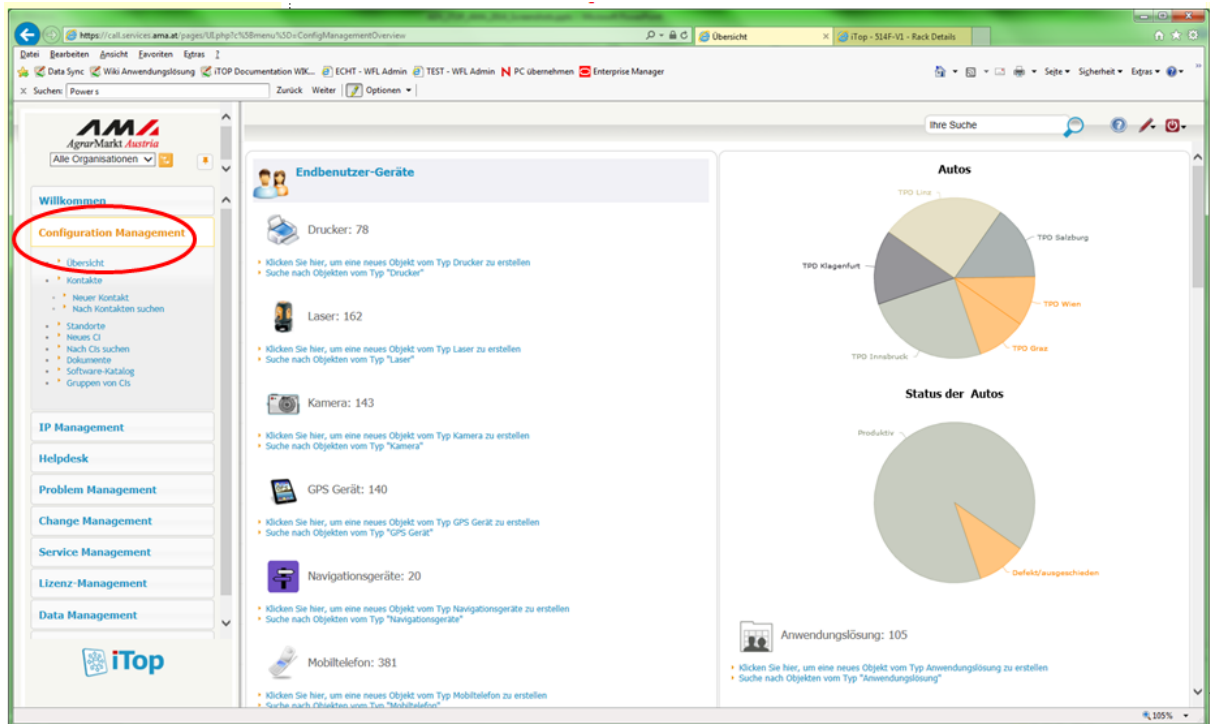 https://call.services.ama.at/pages/UI.php?c%5Bmenu%5D=ConfigManagementOverview
Übersicht
iTop - 514F-V1 - Rack Details
Datei Bearbeiten Ansicht Favoriten Extras ?
Data Sync Wiki Anwendungslösung iTOP Documentation WIK... ECHT - WFL Admin TEST - WFL Admin PC übernehmen Enterprise Manager
Seite Sicherheit Extras
x Suchen: Power s Zurück Weiter Optionen
AMA
AgrarMarkt Austria
Alle Organisationen
Ihre Suche
Willkommen
Configuration Management
Übersicht
Kontakte
Neuer Kontakt
Nach Kontakten suchen
Standorte
Neues CI
Nach CIs suchen
Dokumente
Software-Katalog
Gruppen von CIs
IP Management
Helpdesk
Problem Management
Change Management
Service Management
Lizenz-Management
Data Management
iTop
Endbenutzer-Geräte
Drucker: 78
Klicken Sie hier, um eine neues Objekt vom Typ Drucker zu erstellen
Suche nach Objekten vom Typ "Drucker"
Laser: 162
Klicken Sie hier, um eine neues Objekt vom Typ Laser zu erstellen
Suche nach Objekten vom Typ "Laser"
Kamera: 143
Klicken Sie hier, um eine neues Objekt vom Typ Kamera zu erstellen
Suche nach Objekten vom Typ "Kamera"
GPS Gerät: 140
Klicken Sie hier, um eine neues Objekt vom Typ GPS Gerät zu erstellen
Suche nach Objekten vom Typ "GPS Gerät"
Navigationsgeräte: 20
Klicken Sie hier, um eine neues Objekt vom Typ Navigationsgeräte zu erstellen
Suche nach Objekten vom Typ "Navigationsgeräte"
Mobiltelefon: 381
Klicken Sie hier, um eine neues Objekt vom Typ Mobiltelefon zu erstellen
Suche nach Objekten vom Typ "Mobiltelefon"
Autos
TPD Linz
TPD Salzburg
TPD Klagenfurt
TPD Wien
TPD Graz
TPD Innsbruck
Status der Autos
Produktiv
Defekt/ausgeschieden
Anwendungslösung: 105
Klicken Sie hier, um eine neues Objekt vom Typ Anwendungslösung zu erstellen
Suche nach Objekten vom Typ "Anwendungslösung"
105%